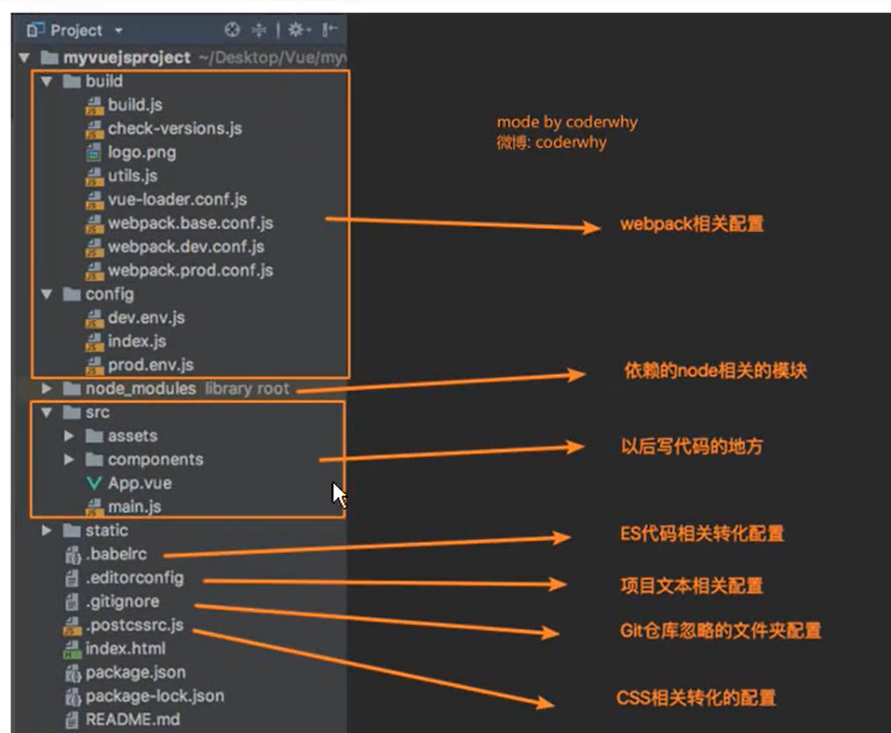 Project
myvuejsproject ~/Desktop/Vue/my
build
build.js
check-versions.js
logo.png
utils.js
vue-loader.conf.js
webpack.base.conf.js
webpack.dev.conf.js
webpack.prod.conf.js
config
dev.env.js
index.js
prod.env.js
node_modules library root
src
assets
components
App.vue
main.js
static
.babelrc
.editorconfig
.gitignore
.postcssrc.js
index.html
package.json
package-lock.json
README.md
mode by coderwhy
微博: coderwhy
webpack相关配置
依赖的node相关的模块
以后写代码的地方
ES代码相关转化配置
项目文本相关配置
Git仓库忽略的文件夹配置
CSS相关转化的配置